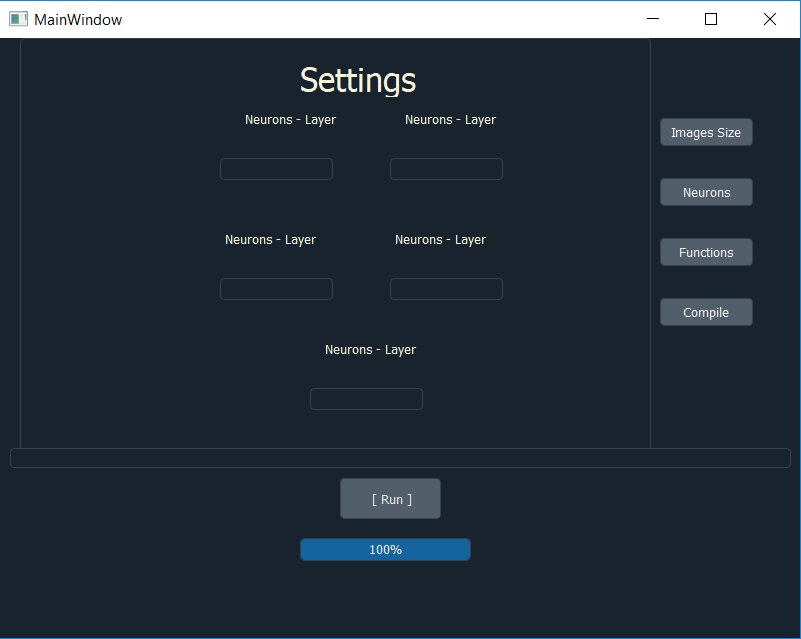 MainWindow
Settings
Neurons - Layer
Neurons - Layer
Images Size
Neurons
Neurons - Layer
Neurons - Layer
Functions
Compile
Neurons - Layer
[ Run ]
100%